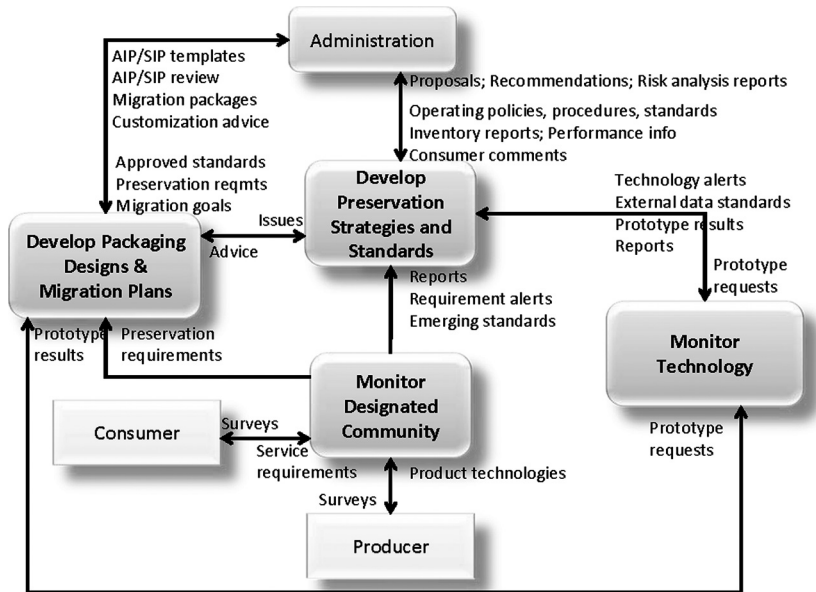 Administration
AIP/SIP templates
AIP/SIP review
Migration packages
Customization advice
Proposals; Recommendations; Risk analysis reports
Operating policies, procedures, standards
Inventory reports; Performance info
Consumer comments
Approved standards
Preservation reqmts
Migration goals
Develop
Preservation
Strategies and
Standards
Technology alerts
External data standards
Prototype results
Reports
Issues
Advice
Develop Packaging
Designs &
Migration Plans
Prototype
requests
Reports
Requirement alerts
Emerging standards
Prototype
results
Preservation
requirements
Monitor
Technology
Monitor
Designated
Community
Consumer
Surveys
Service
requirements
Prototype
requests
Product technologies
Surveys
Producer